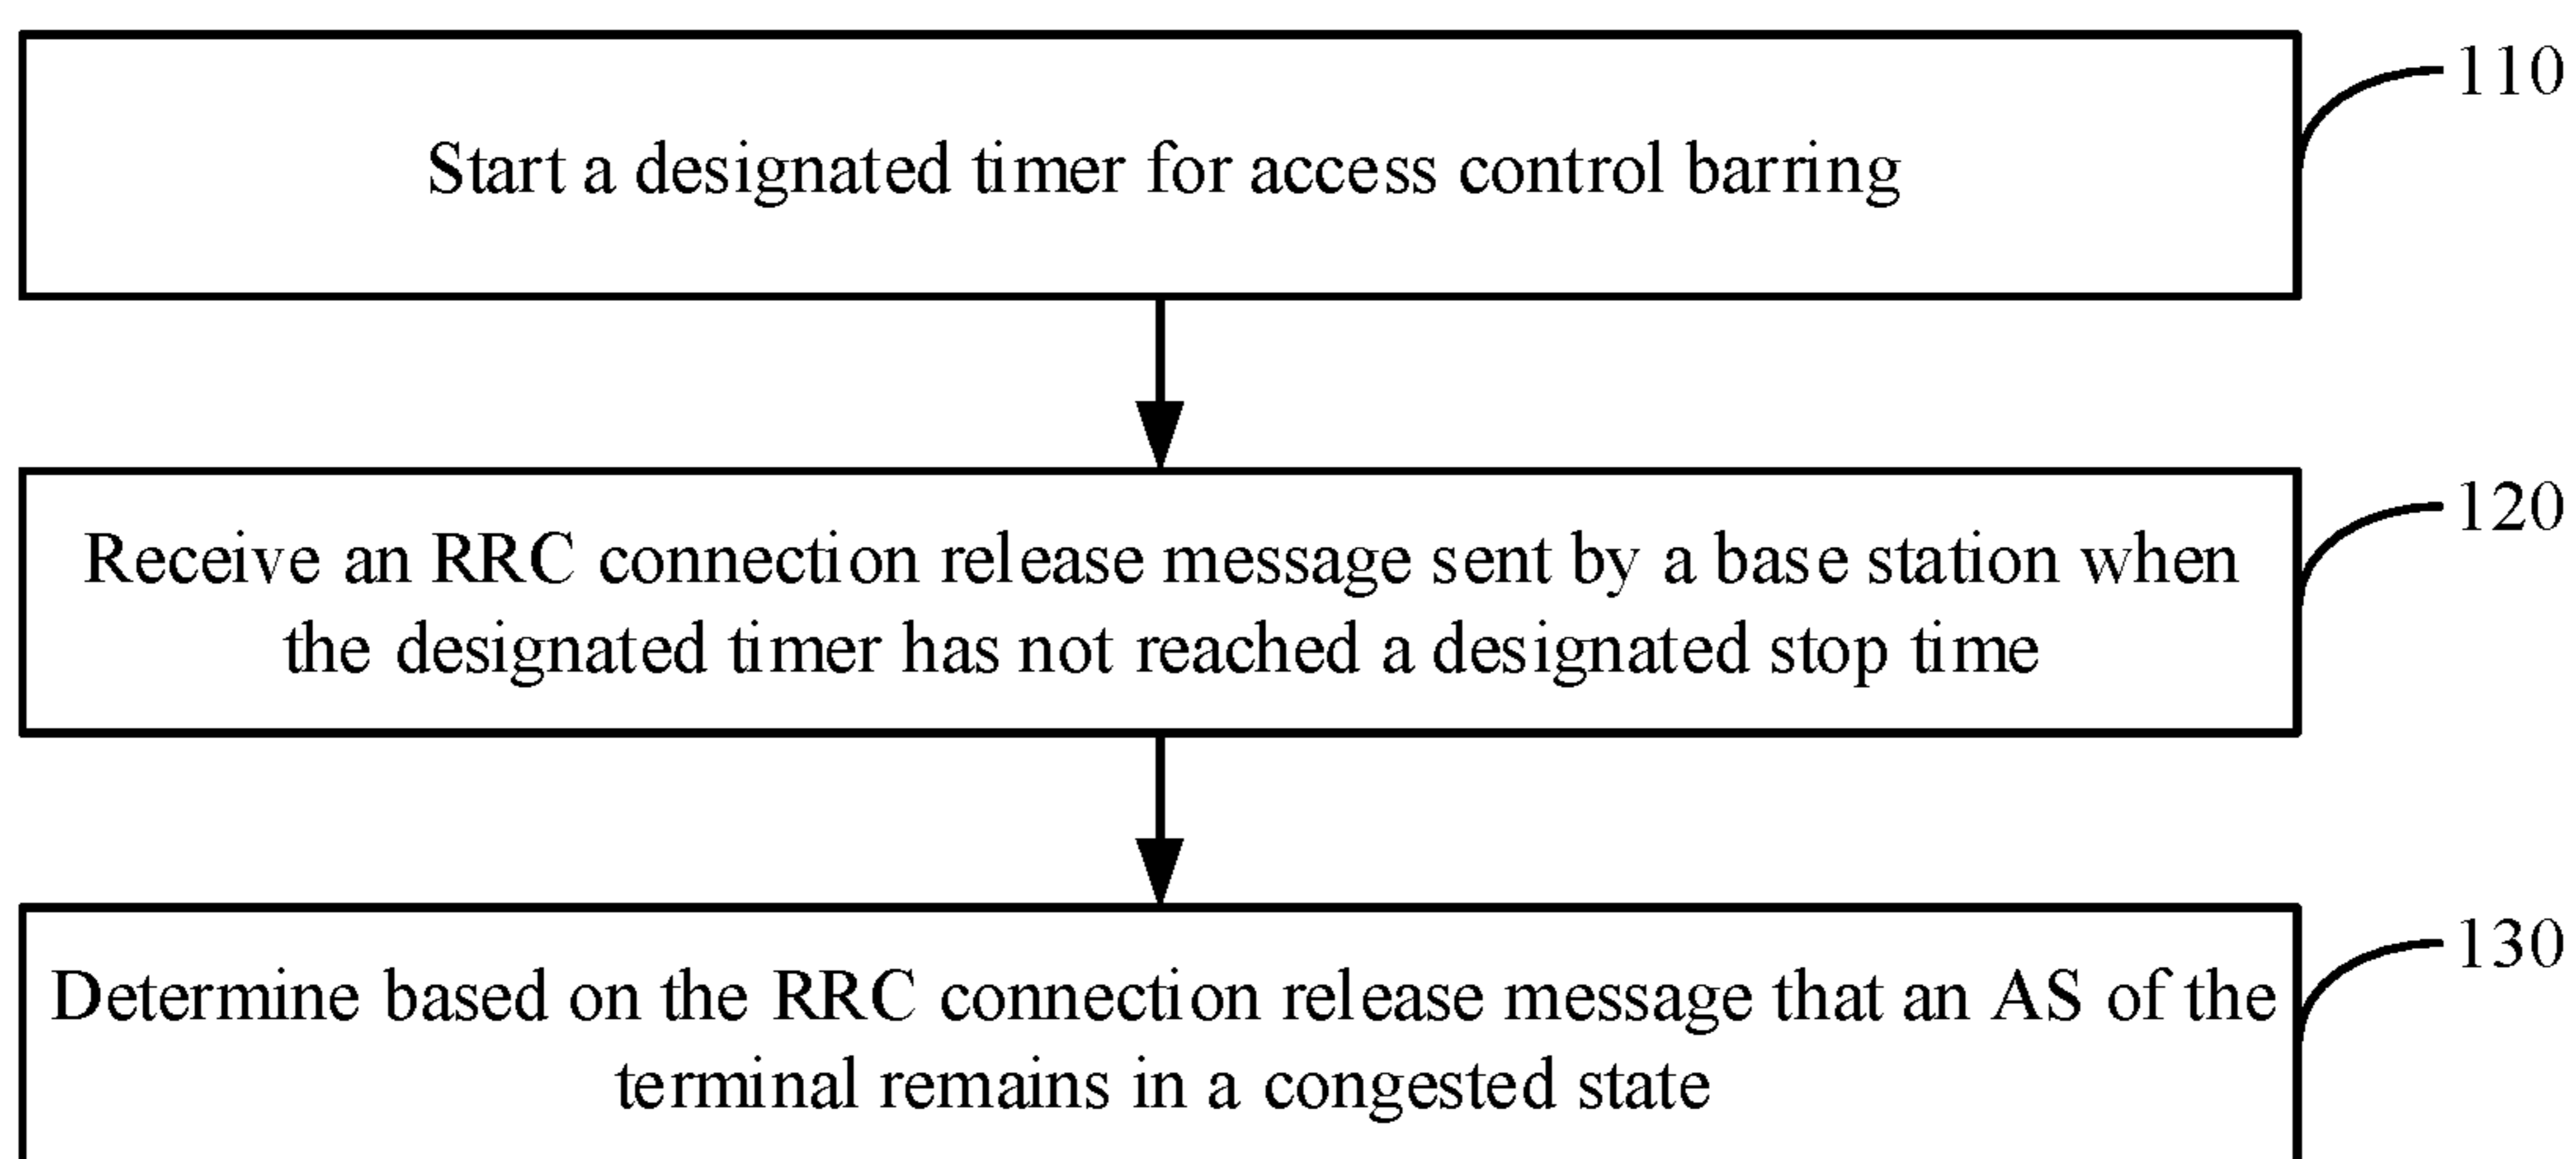 110
Start a designated timer for access control barring
120
Receive an RRC connection release message sent by a base station when
the designated timer has not reached a designated stop time
130
Determine based on the RRC connection release message that an AS of the
terminal remains in a congested state